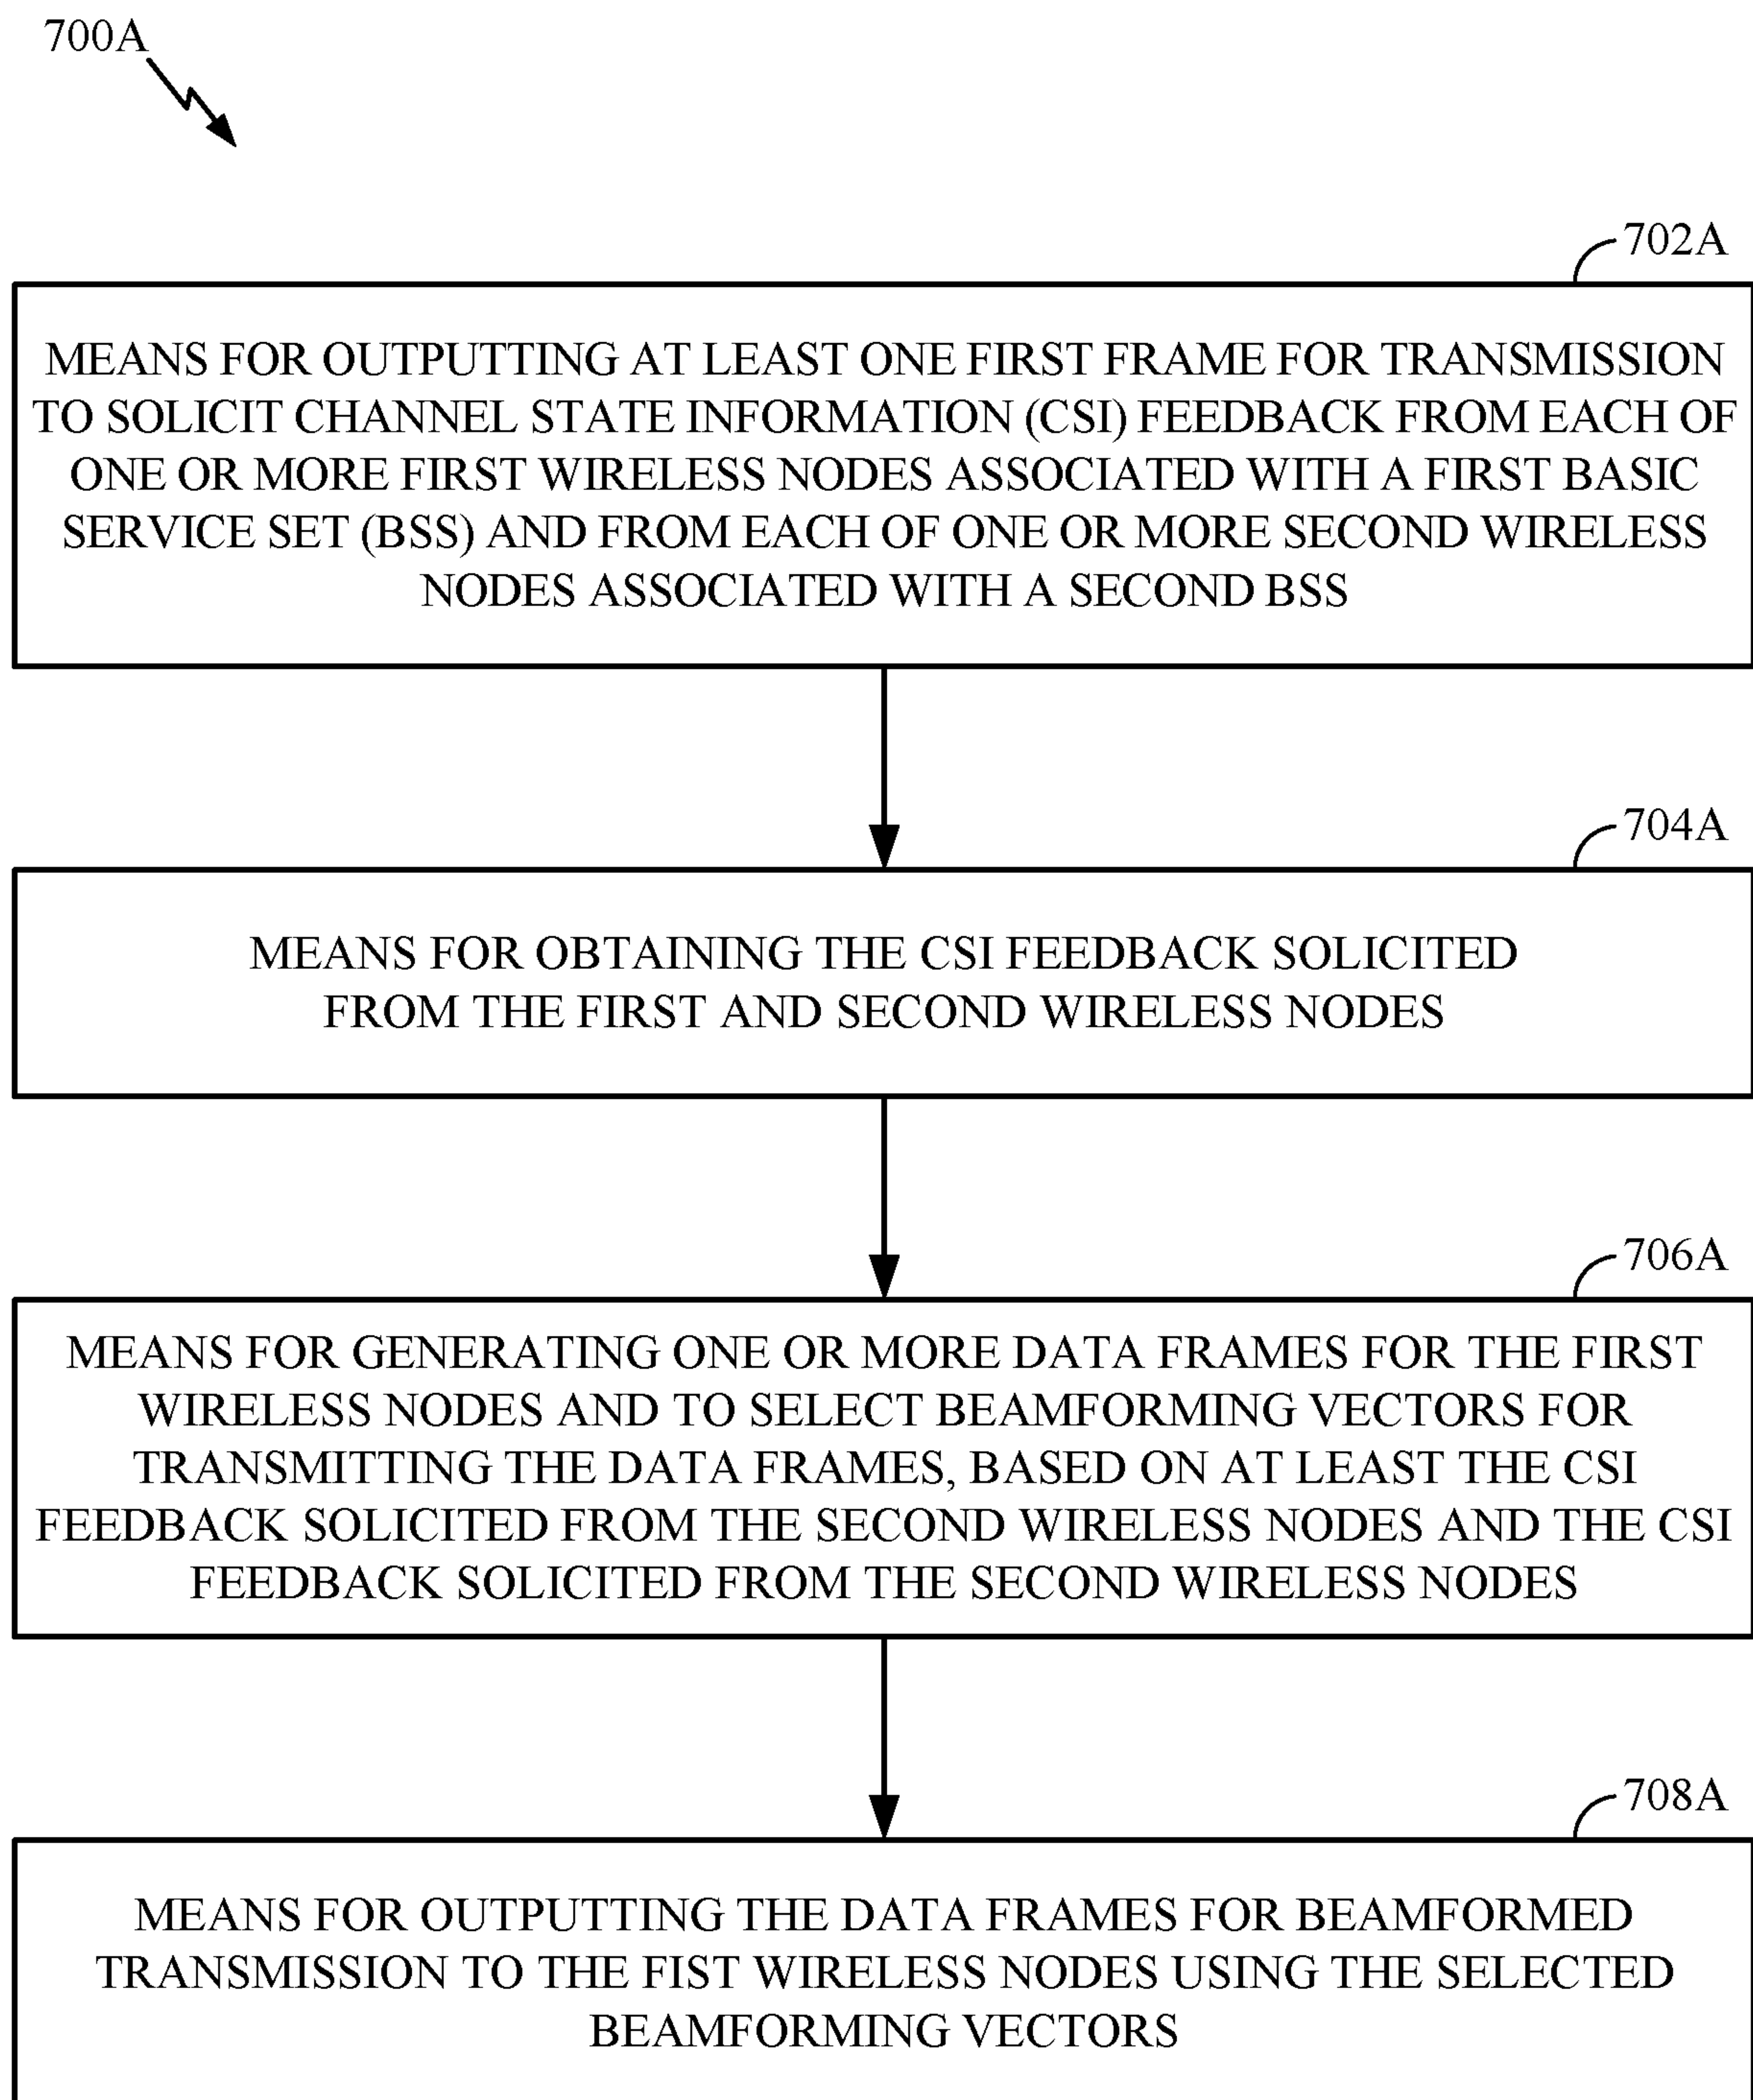 700A
702A
MEANS FOR OUTPUTTING AT LEAST ONE FIRST FRAME FOR TRANSMISSION
TO SOLICIT CHANNEL STATE INFORMATION (CSI) FEEDBACK FROM EACH OF
ONE OR MORE FIRST WIRELESS NODES ASSOCIATED WITH A FIRST BASIC
SERVICE SET (BSS) AND FROM EACH OF ONE OR MORE SECOND WIRELESS
NODES ASSOCIATED WITH A SECOND BSS
704A
MEANS FOR OBTAINING THE CSI FEEDBACK SOLICITED
FROM THE FIRST AND SECOND WIRELESS NODES
706A
MEANS FOR GENERATING ONE OR MORE DATA FRAMES FOR THE FIRST
WIRELESS NODES AND TO SELECT BEAMFORMING VECTORS FOR
TRANSMITTING THE DATA FRAMES, BASED ON AT LEAST THE CSI
FEEDBACK SOLICITED FROM THE SECOND WIRELESS NODES AND THE CSI
FEEDBACK SOLICITED FROM THE SECOND WIRELESS NODES
708A
MEANS FOR OUTPUTTING THE DATA FRAMES FOR BEAMFORMED
TRANSMISSION TO THE FIST WIRELESS NODES USING THE SELECTED
BEAMFORMING VECTORS